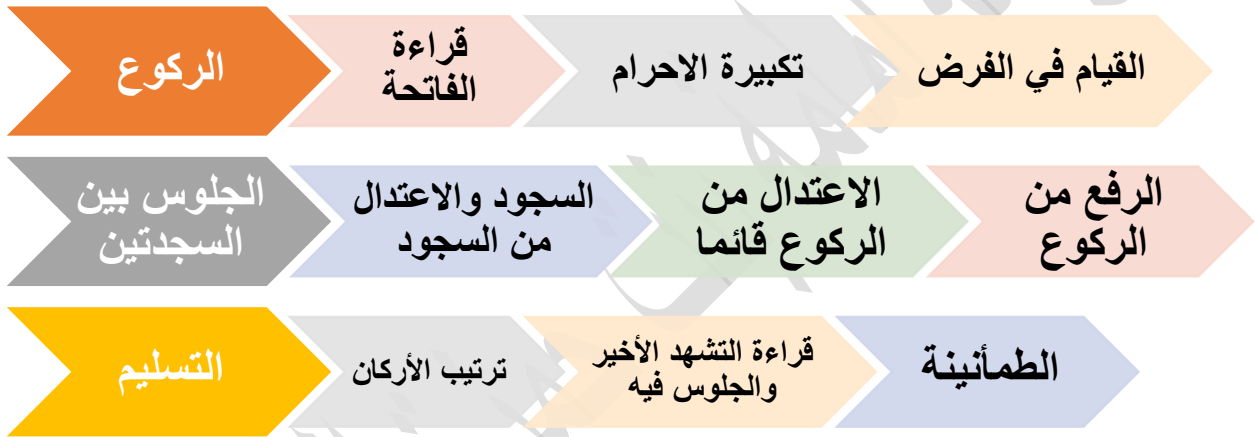 القيام في الفرض
تكبيرة الاحرام
قراءة
الفاتحة
الركوع
الرفع من
الركوع
الاعتدال من
الركوع قائما
السجود والاعتدال
من السجود
الجلوس بين
السجدتين
الطمأنينة
قراءة التشهد الأخير
والجلوس فيه
ترتيب الأركان
التسليم